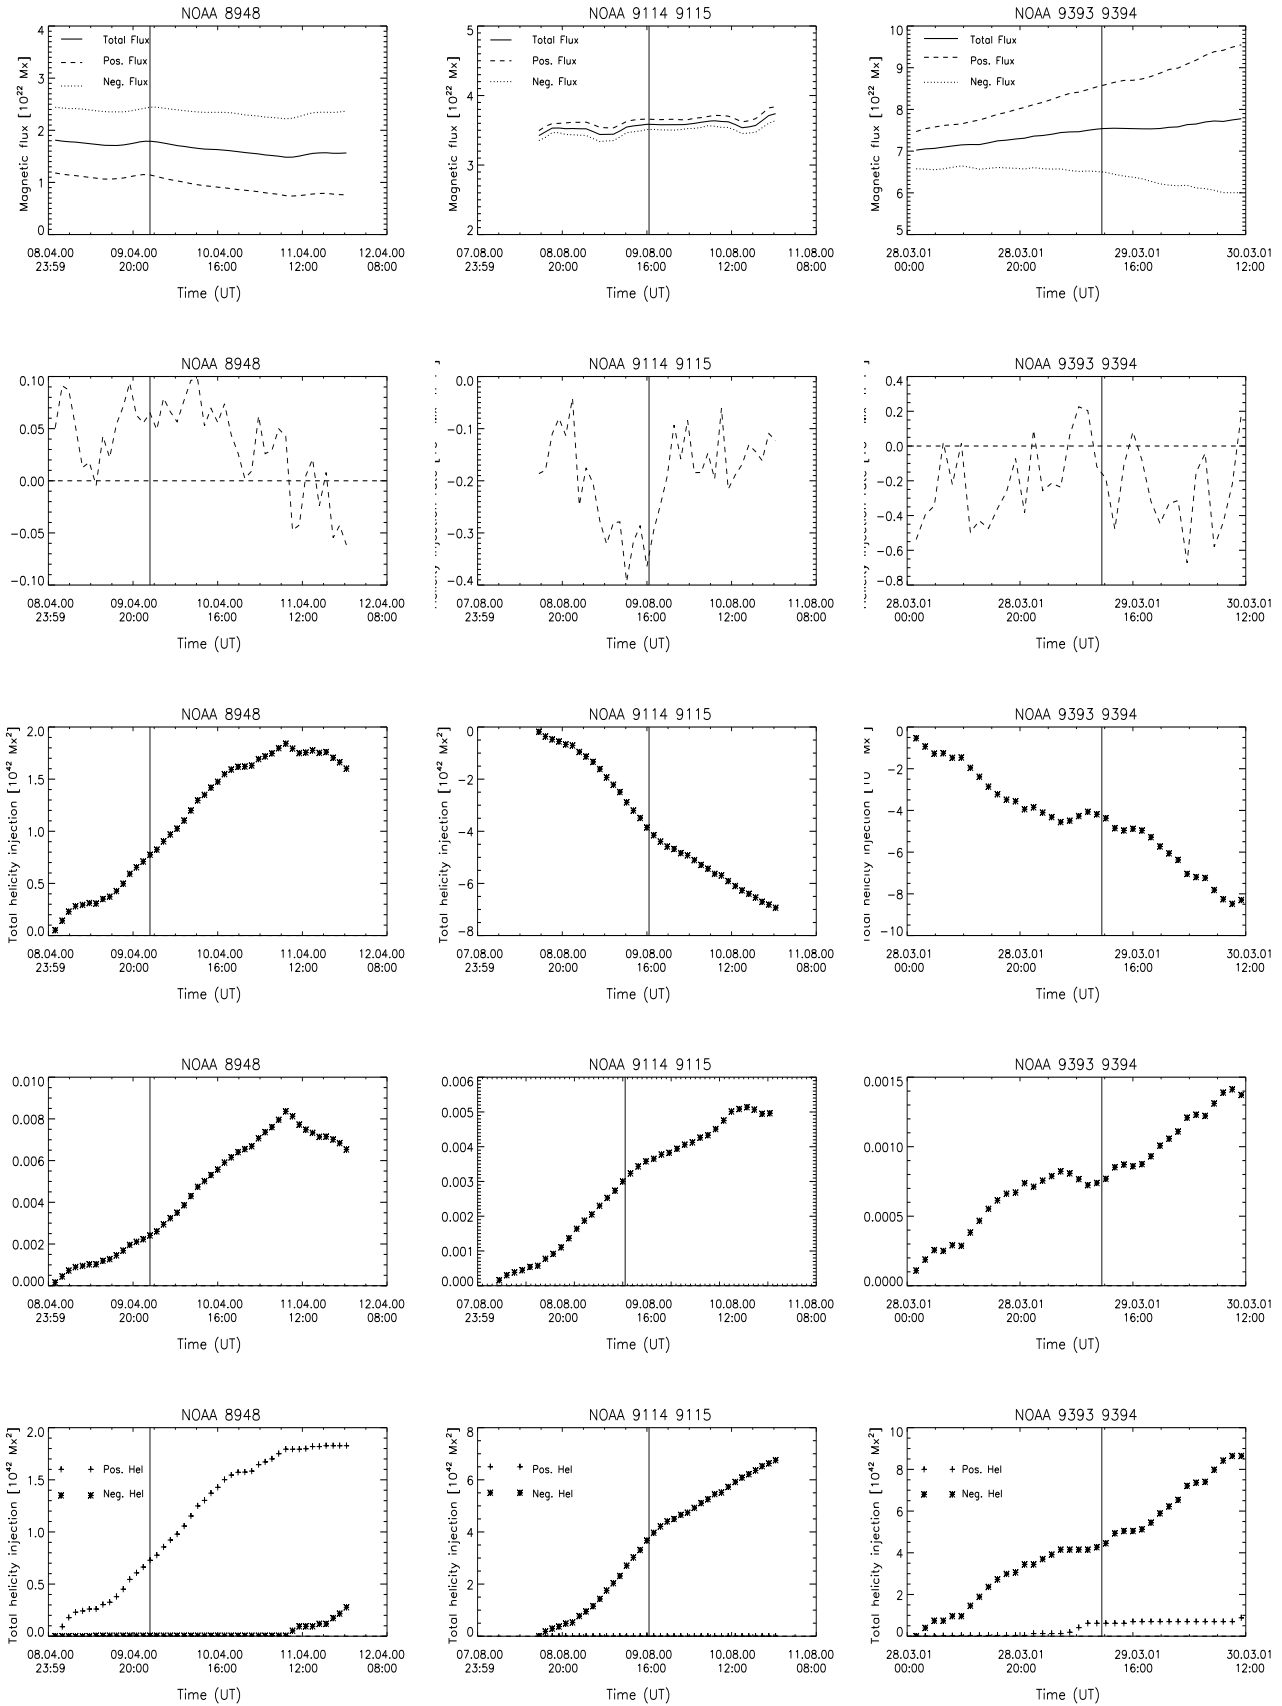 NOAA 8948
Magnetic flux [10²² Mx]
4
3
2
1
0
Total Flux
Pos. Flux
Neg. Flux
08.04.00 09.04.00 10.04.00 11.04.00 12.04.00
23:59 20:00 16:00 12:00 08:00
Time (UT)
NOAA 9114 9115
Magnetic flux [10²² Mx]
5
4
3
2
Total Flux
Pos. Flux
Neg. Flux
07.08.00 08.08.00 09.08.00 10.08.00 11.08.00
23:59 20:00 16:00 12:00 08:00
Time (UT)
NOAA 9393 9394
Magnetic flux [10²² Mx]
10
9
8
7
6
5
Total Flux
Pos. Flux
Neg. Flux
28.03.01 28.03.01 29.03.01 30.03.01
00:00 20:00 16:00 12:00
Time (UT)
NOAA 8948
0.10
0.05
0.00
−0.05
−0.10
08.04.00 09.04.00 10.04.00 11.04.00 12.04.00
23:59 20:00 16:00 12:00 08:00
Time (UT)
NOAA 9114 9115
injection rate
0.0
−0.1
−0.2
−0.3
−0.4
07.08.00 08.08.00 09.08.00 10.08.00 11.08.00
23:59 20:00 16:00 12:00 08:00
Time (UT)
NOAA 9393 9394
injection rate
0.4
0.2
0.0
−0.2
−0.4
−0.6
−0.8
28.03.01 28.03.01 29.03.01 30.03.01
00:00 20:00 16:00 12:00
Time (UT)
NOAA 8948
Total helicity injection [10⁴² Mx²]
2.0
1.5
1.0
0.5
0.0
08.04.00 09.04.00 10.04.00 11.04.00 12.04.00
23:59 20:00 16:00 12:00 08:00
Time (UT)
NOAA 9114 9115
Total helicity injection [10⁴² Mx²]
0
−2
−4
−6
−8
07.08.00 08.08.00 09.08.00 10.08.00 11.08.00
23:59 20:00 16:00 12:00 08:00
Time (UT)
NOAA 9393 9394
Total helicity injection
0
−2
−4
−6
−8
−10
28.03.01 28.03.01 29.03.01 30.03.01
00:00 20:00 16:00 12:00
Time (UT)
NOAA 8948
0.010
0.008
0.006
0.004
0.002
0.000
08.04.00 09.04.00 10.04.00 11.04.00 12.04.00
23:59 20:00 16:00 12:00 08:00
Time (UT)
NOAA 9114 9115
0.006
0.005
0.004
0.003
0.002
0.001
0.000
07.08.00 08.08.00 09.08.00 10.08.00 11.08.00
23:59 20:00 16:00 12:00 08:00
Time (UT)
NOAA 9393 9394
0.0015
0.0010
0.0005
0.0000
28.03.01 28.03.01 29.03.01 30.03.01
00:00 20:00 16:00 12:00
Time (UT)
NOAA 8948
Total helicity injection [10⁴² Mx²]
2.0
1.5
1.0
0.5
0.0
Pos. Hel
Neg. Hel
08.04.00 09.04.00 10.04.00 11.04.00 12.04.00
23:59 20:00 16:00 12:00 08:00
Time (UT)
NOAA 9114 9115
Total helicity injection [10⁴² Mx²]
8
6
4
2
0
Pos. Hel
Neg. Hel
07.08.00 08.08.00 09.08.00 10.08.00 11.08.00
23:59 20:00 16:00 12:00 08:00
Time (UT)
NOAA 9393 9394
Total helicity injection [10⁴² Mx²]
10
8
6
4
2
0
Pos. Hel
Neg. Hel
28.03.01 28.03.01 29.03.01 30.03.01
00:00 20:00 16:00 12:00
Time (UT)